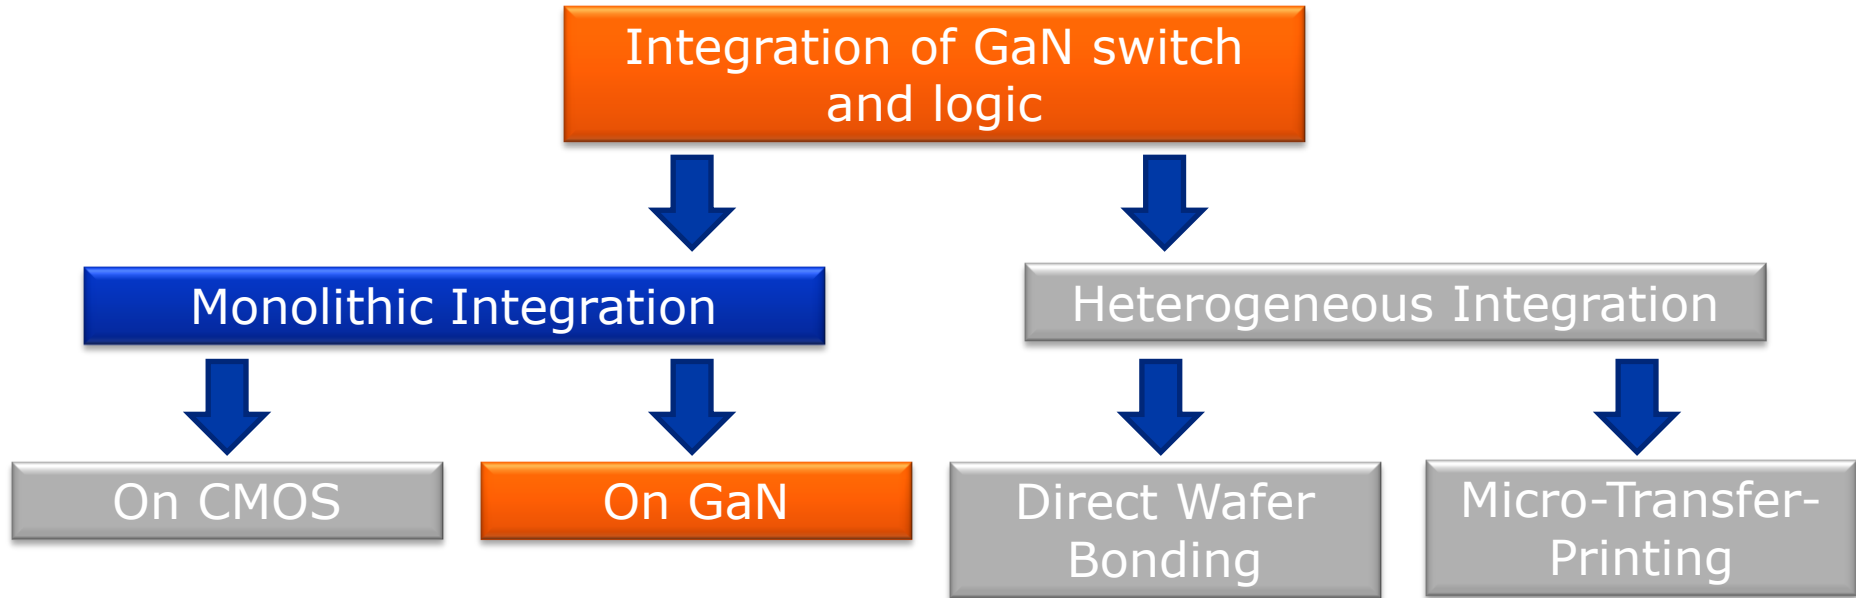 Integration of GaN switch
and logic
Monolithic Integration
Heterogeneous Integration
On CMOS
On GaN
Direct Wafer
Bonding
Micro-Transfer-
Printing